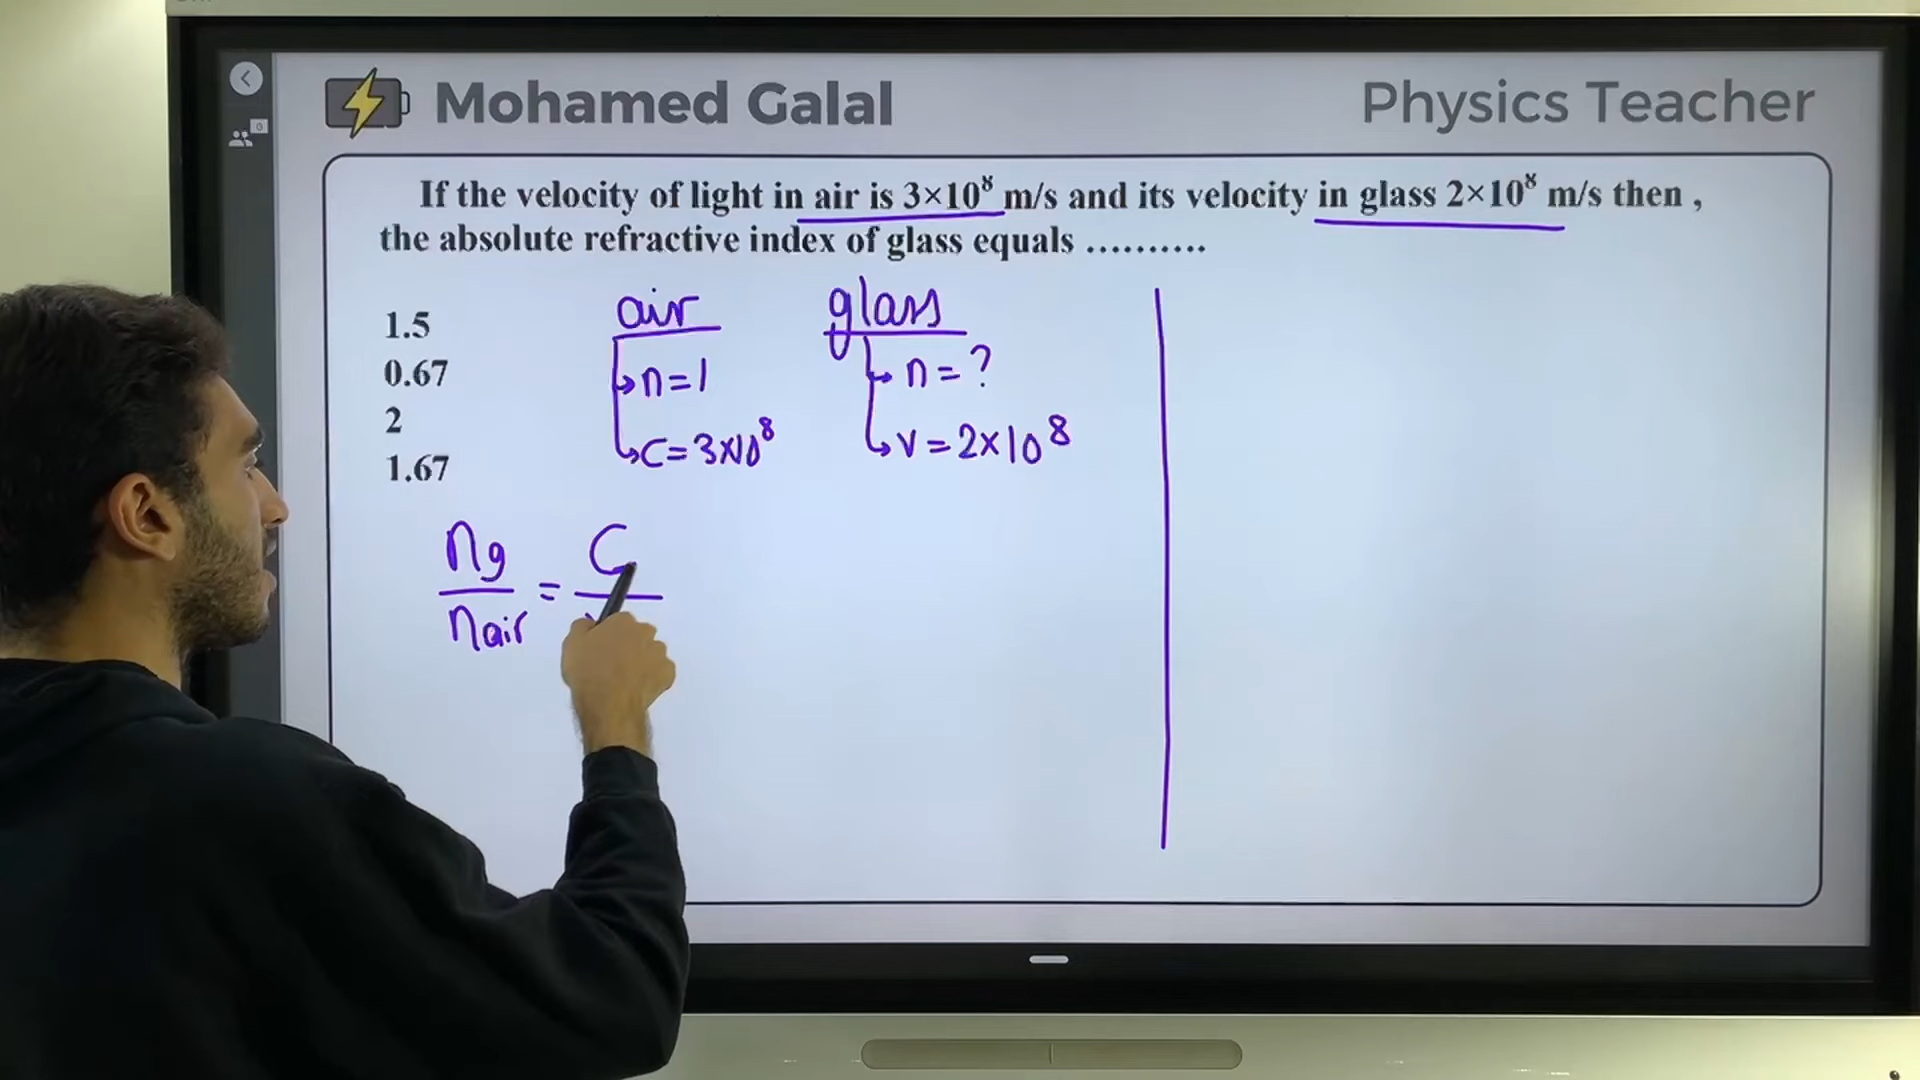 Mohamed Galal
Physics Teacher
0
If the velocity of light in air is 3×10⁸ m/s and its velocity in glass 2×10⁸ m/s then ,
the absolute refractive index of glass equals ..........
1.5
0.67
2
1.67
air
n=1
C=3×10⁸
glass
n=?
v=2×10⁸
ng
nair
=
C